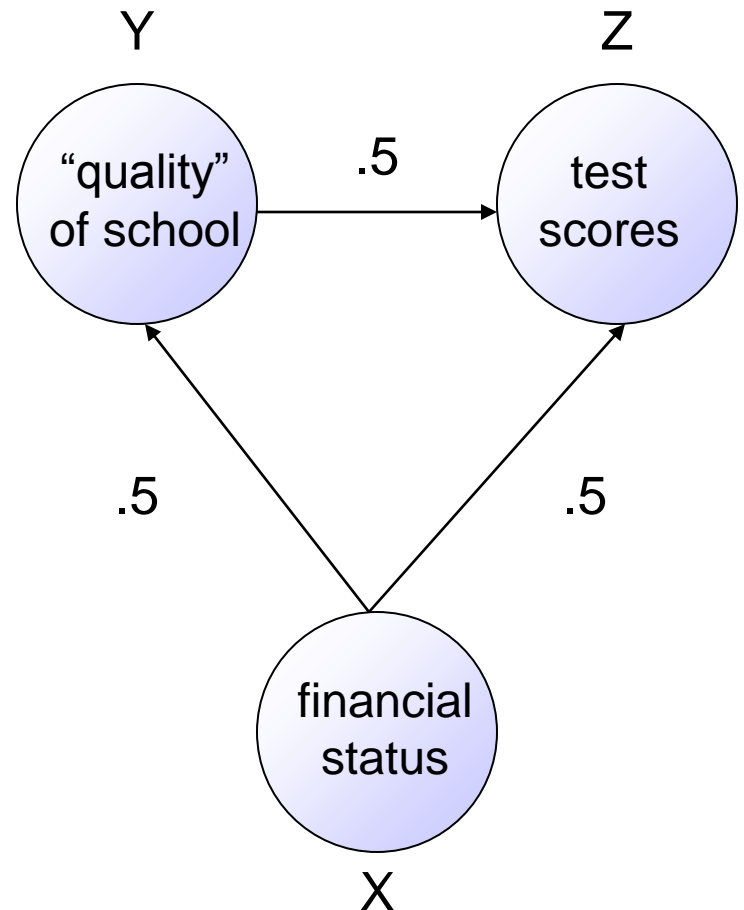 Y
Z
“quality”
of school
.5
test
scores
.5
.5
financial
status
X